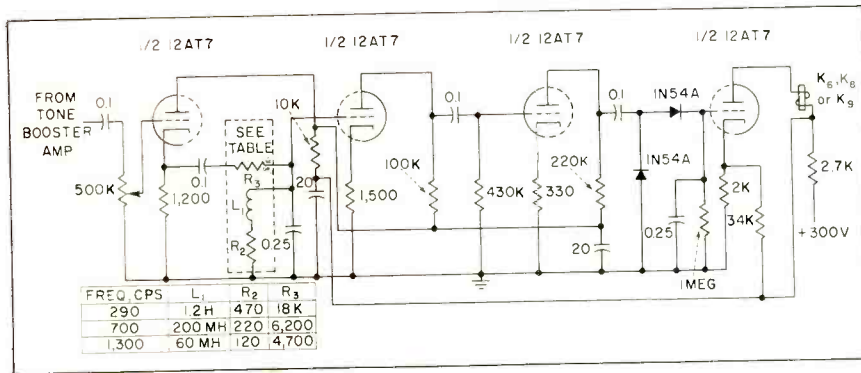 1/2 12AT7
1/2 12AT7
1/2 12AT7
1/2 12AT7
FROM
TONE
BOOSTER
AMP
0.1
500K
1,200
0.1
SEE
TABLE
R3
L1
R2
10K
20
0.25
1,500
100K
0.1
430K
330
220K
20
0.1
1N54A
1N54A
0.25
1MEG
2K
34K
K6, K8
or K9
2.7K
+300V
FREQ, CPS L1 R2 R3
290 1.2H 470 18K
700 200 MH 220 6,200
1,300 60 MH 120 4,700